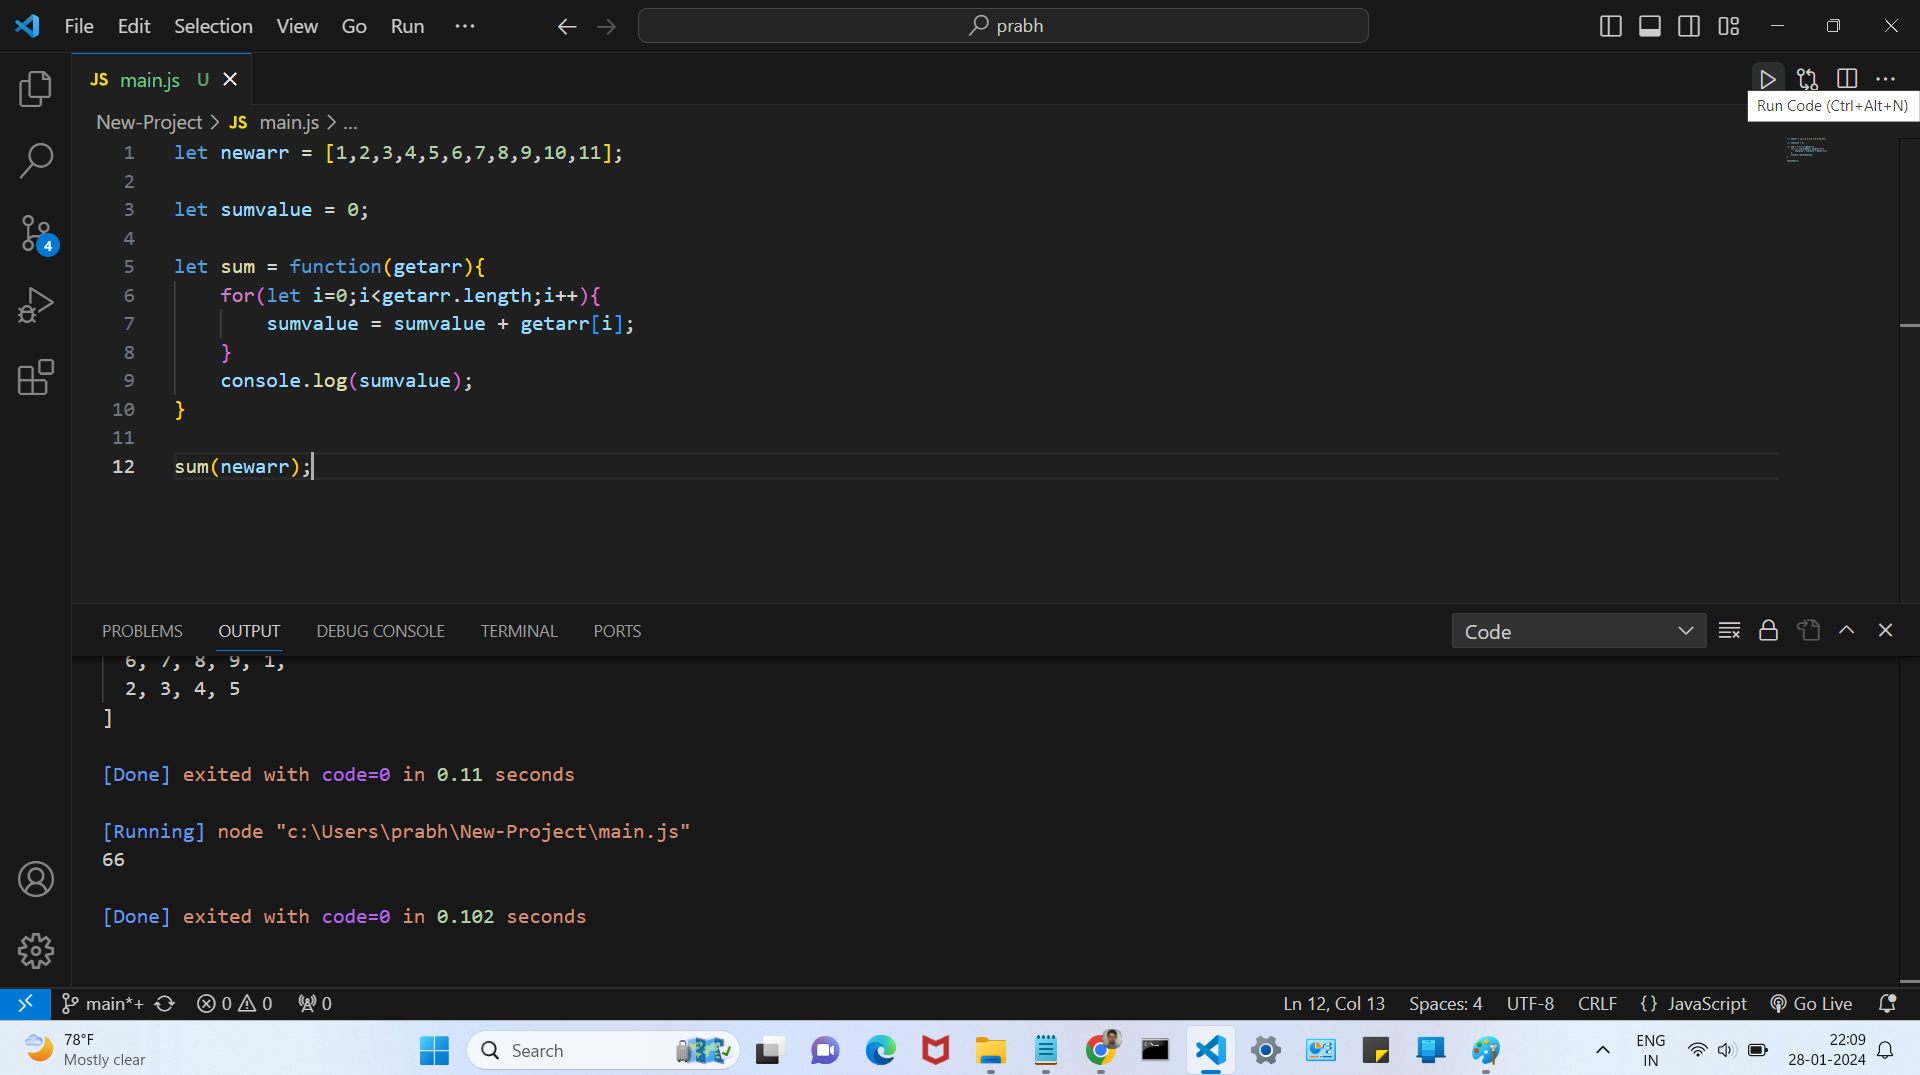 File Edit Selection View Go Run ...
prabh
JS main.js U
Run Code (Ctrl+Alt+N)
New-Project > JS main.js > ...
1 let newarr = [1,2,3,4,5,6,7,8,9,10,11];
2
3 let sumvalue = 0;
4
5 let sum = function(getarr){
6 for(let i=0;i<getarr.length;i++){
7 sumvalue = sumvalue + getarr[i];
8 }
9 console.log(sumvalue);
10 }
11
12 sum(newarr);
PROBLEMS OUTPUT DEBUG CONSOLE TERMINAL PORTS
Code
6, 7, 8, 9, 1,
2, 3, 4, 5
]
[Done] exited with code=0 in 0.11 seconds
[Running] node "c:\Users\prabh\New-Project\main.js"
66
[Done] exited with code=0 in 0.102 seconds
4
main*+ 0 0 0
Ln 12, Col 13 Spaces: 4 UTF-8 CRLF {} JavaScript Go Live
78°F
Mostly clear
Search
ENG
IN
22:09
28-01-2024